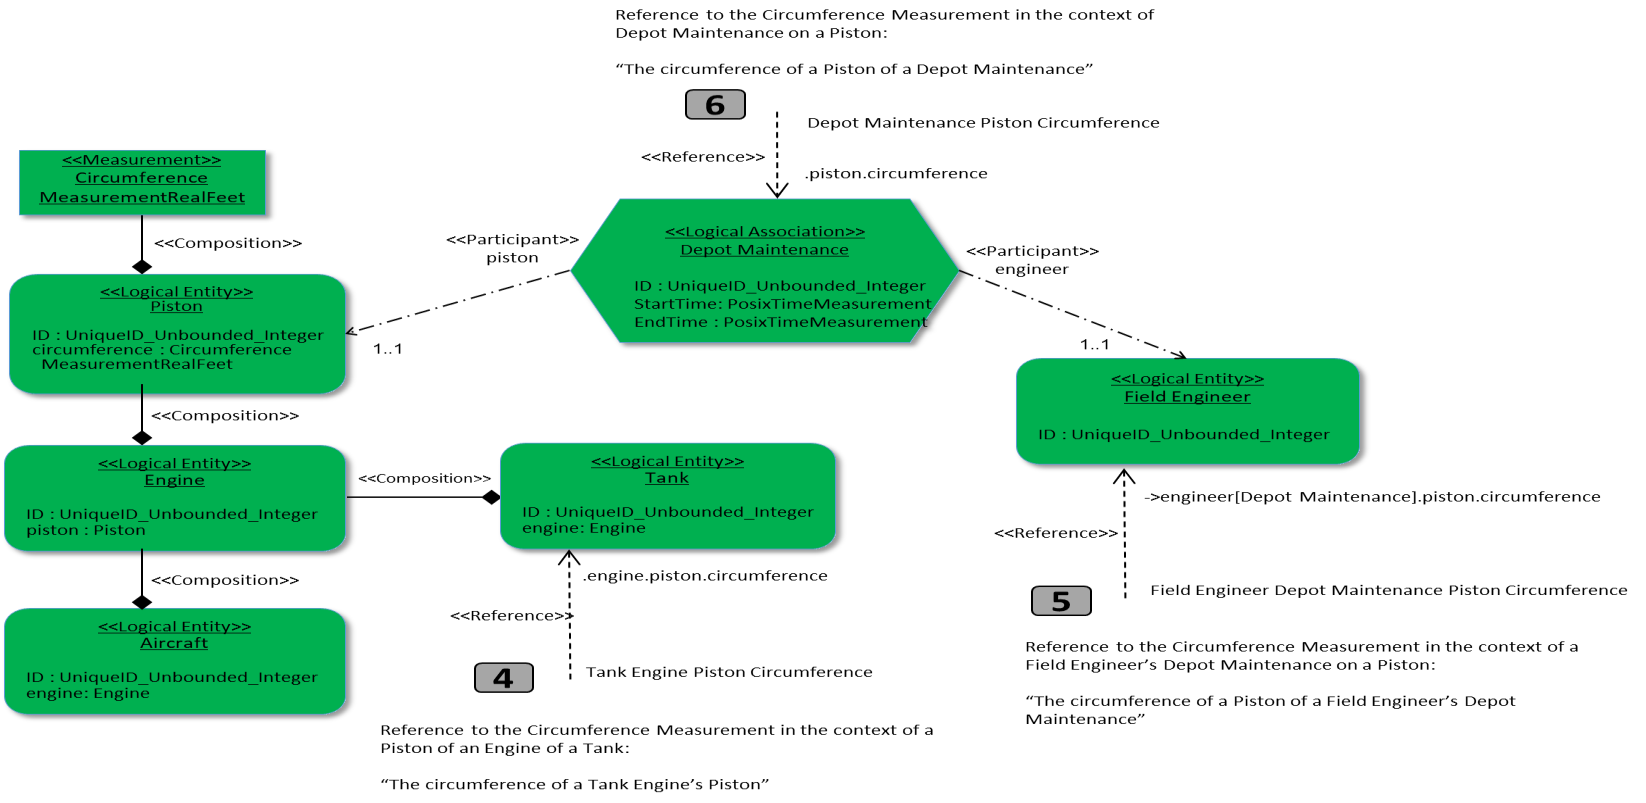 Reference to the Circumference Measurement in the context of
Depot Maintenance on a Piston:
“The circumference of a Piston of a Depot Maintenance”
6
Depot Maintenance Piston Circumference
<<Reference>>
.piston.circumference
<<Measurement>>
Circumference
MeasurementRealFeet
<<Composition>>
<<Participant>>
piston
1..1
<<Logical Association>>
Depot Maintenance
ID : UniqueID_Unbounded_Integer
StartTime: PosixTimeMeasurement
EndTime : PosixTimeMeasurement
<<Participant>>
engineer
1..1
<<Logical Entity>>
Piston
ID : UniqueID_Unbounded_Integer
circumference : Circumference
MeasurementRealFeet
<<Composition>>
<<Logical Entity>>
Field Engineer
ID : UniqueID_Unbounded_Integer
<<Logical Entity>>
Engine
ID : UniqueID_Unbounded_Integer
piston : Piston
<<Composition>>
<<Logical Entity>>
Tank
ID : UniqueID_Unbounded_Integer
engine: Engine
->engineer[Depot Maintenance].piston.circumference
<<Reference>>
5
Field Engineer Depot Maintenance Piston Circumference
Reference to the Circumference Measurement in the context of a
Field Engineer’s Depot Maintenance on a Piston:
“The circumference of a Piston of a Field Engineer’s Depot
Maintenance”
<<Composition>>
<<Logical Entity>>
Aircraft
ID : UniqueID_Unbounded_Integer
engine: Engine
.engine.piston.circumference
<<Reference>>
4
Tank Engine Piston Circumference
Reference to the Circumference Measurement in the context of a
Piston of an Engine of a Tank:
“The circumference of a Tank Engine’s Piston”